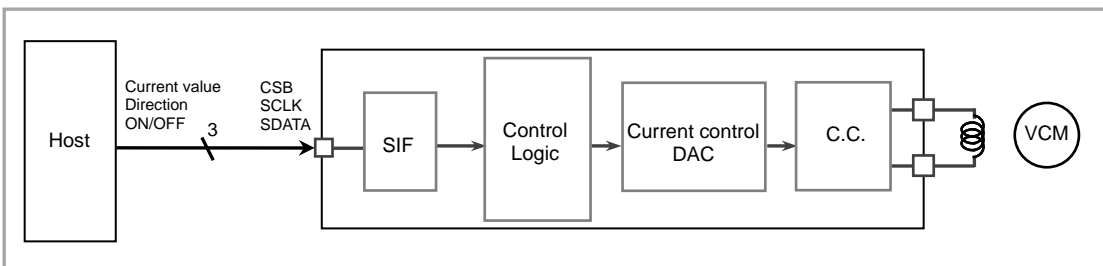 Host
Current value
Direction
ON/OFF
3
CSB
SCLK
SDATA
SIF
Control
Logic
Current control
DAC
C.C.
VCM